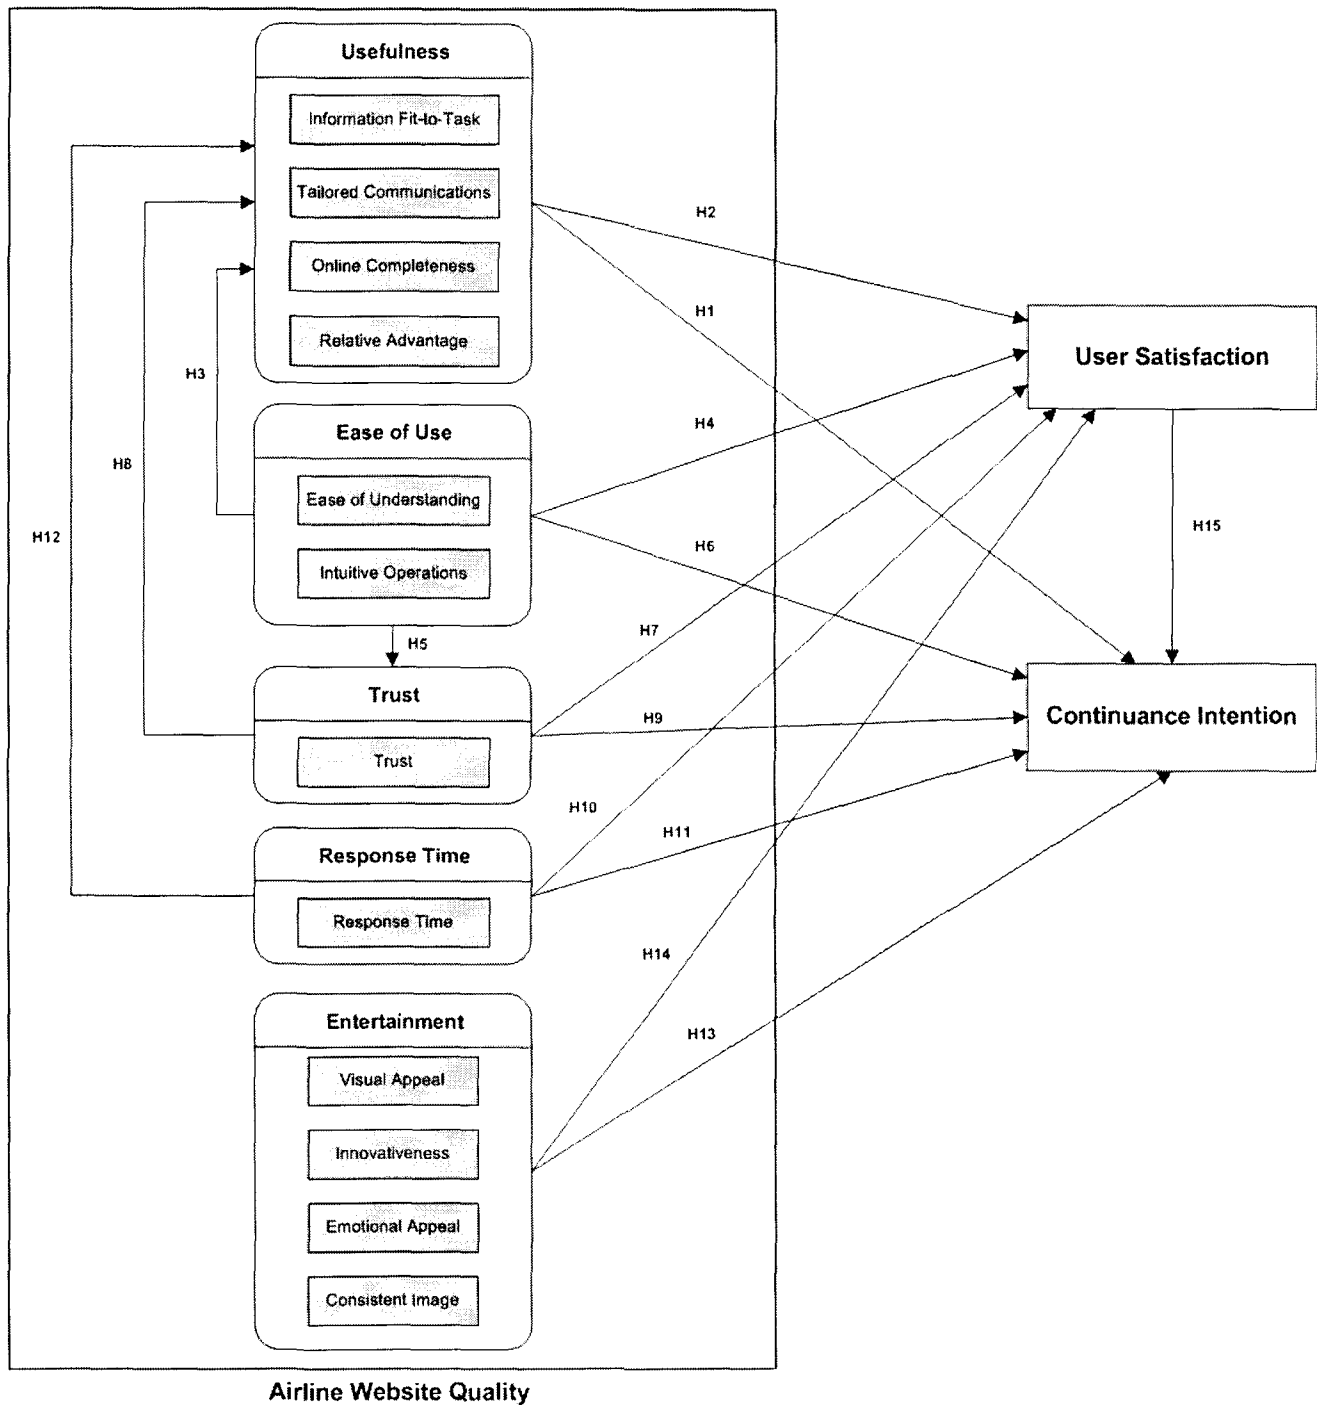 Usefulness
Information Fit-to-Task
Tailored Communications
Online Completeness
Relative Advantage
Ease of Use
Ease of Understanding
Intuitive Operations
Trust
Trust
Response Time
Response Time
Entertainment
Visual Appeal
Innovativeness
Emotional Appeal
Consistent Image
H12
H8
H3
H5
H2
H1
H4
H6
H7
H9
H10
H11
H14
H13
User Satisfaction
H15
Continuance Intention
Airline Website Quality